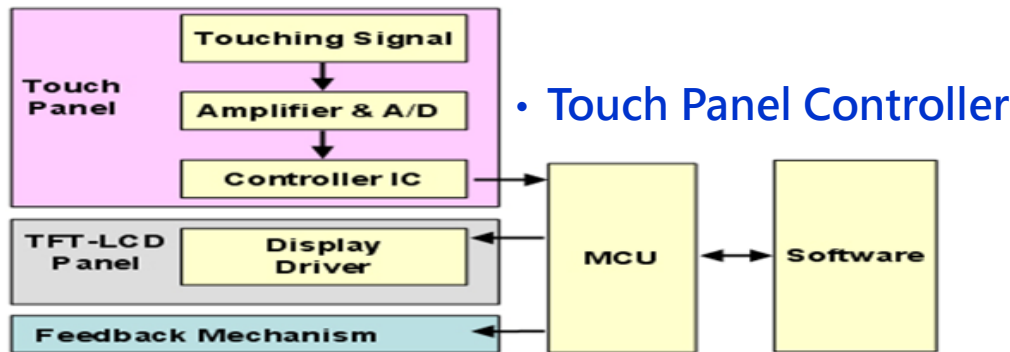 Touching Signal
Touch
Panel
Amplifier & A/D
• Touch Panel Controller
Controller IC
TFT-LCD
Panel
Display
Driver
MCU
Software
Feedback Mechanism